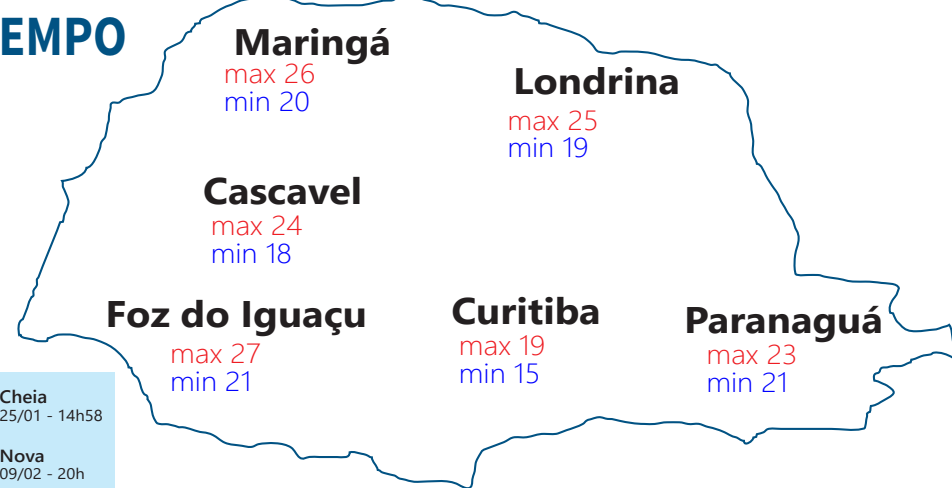 EMPO
Maringá
max 26
min 20
Londrina
max 25
min 19
Cascavel
max 24
min 18
Foz do Iguaçu
max 27
min 21
Curitiba
max 19
min 15
Paranaguá
max 23
min 21
Cheia
25/01 - 14h58
Nova
09/02 - 20h